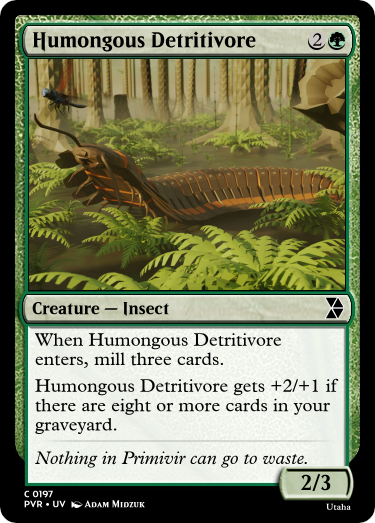 Humongous Detritivore 2
Creature — Insect
When Humongous Detritivore
enters, mill three cards.
Humongous Detritivore gets +2/+1 if
there are eight or more cards in your
graveyard.
Nothing in Primivir can go to waste.
2/3
C 0197
PVR • UV Adam Midzuk
Utaha